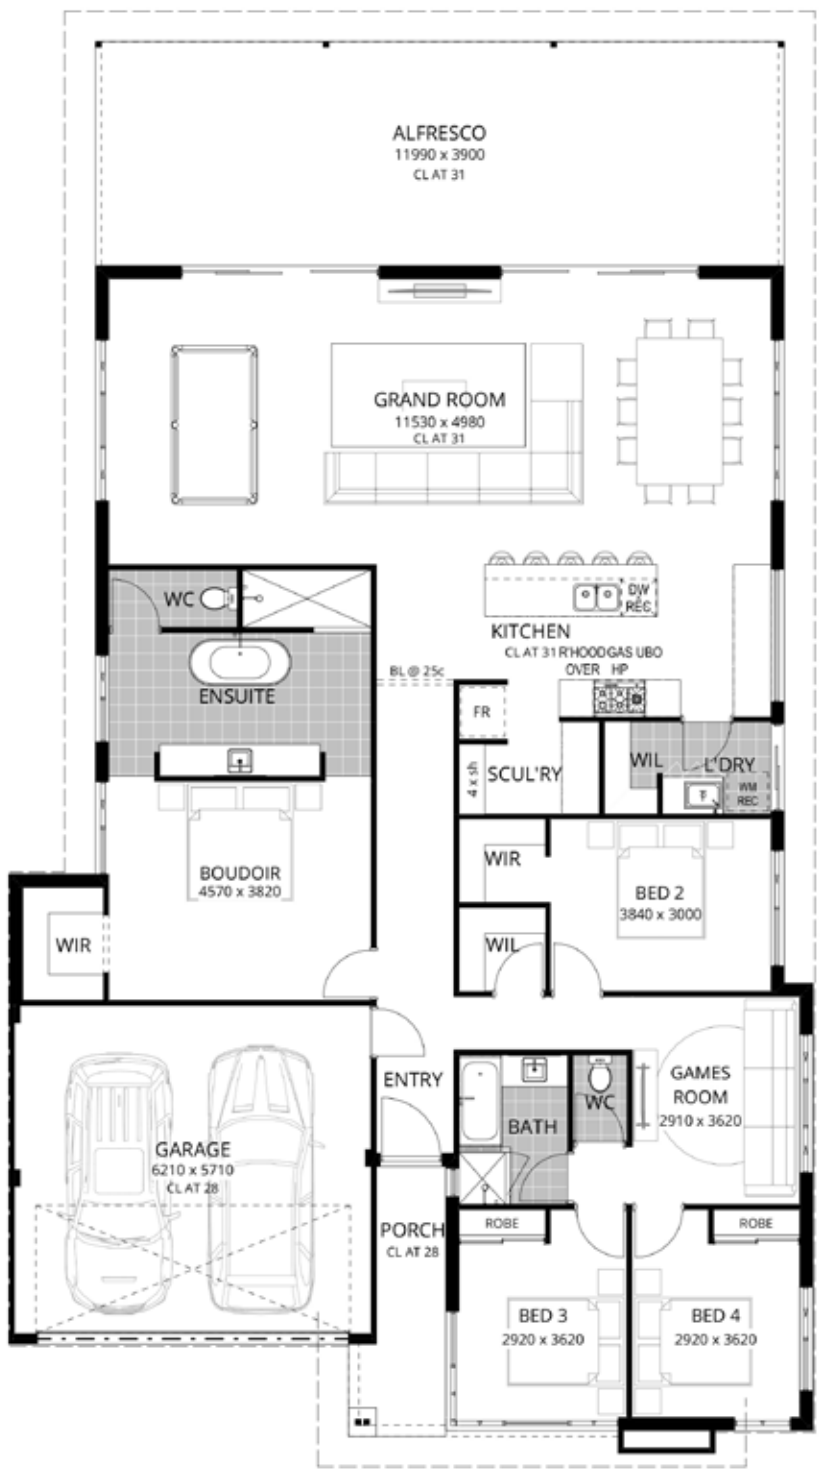 ALFRESCO
11990 x 3900
CL AT 31
GRAND ROOM
11530 x 4980
CL AT 31
WC
DW
REC
KITCHEN
CL AT 31 R'HOOD GAS UBO
OVER HP
BL @ 25c
ENSUITE
FR
WIL
L'DRY
SCUL'RY
4 x sh
WM
REC
WIR
BOUDOIR
4570 x 3820
BED 2
3840 x 3000
WIR
WIL
GAMES
ROOM
2910 x 3620
ENTRY
WC
BATH
GARAGE
6210 x 5710
CL AT 28
PORCH
CL AT 28
ROBE
ROBE
BED 3
2920 x 3620
BED 4
2920 x 3620